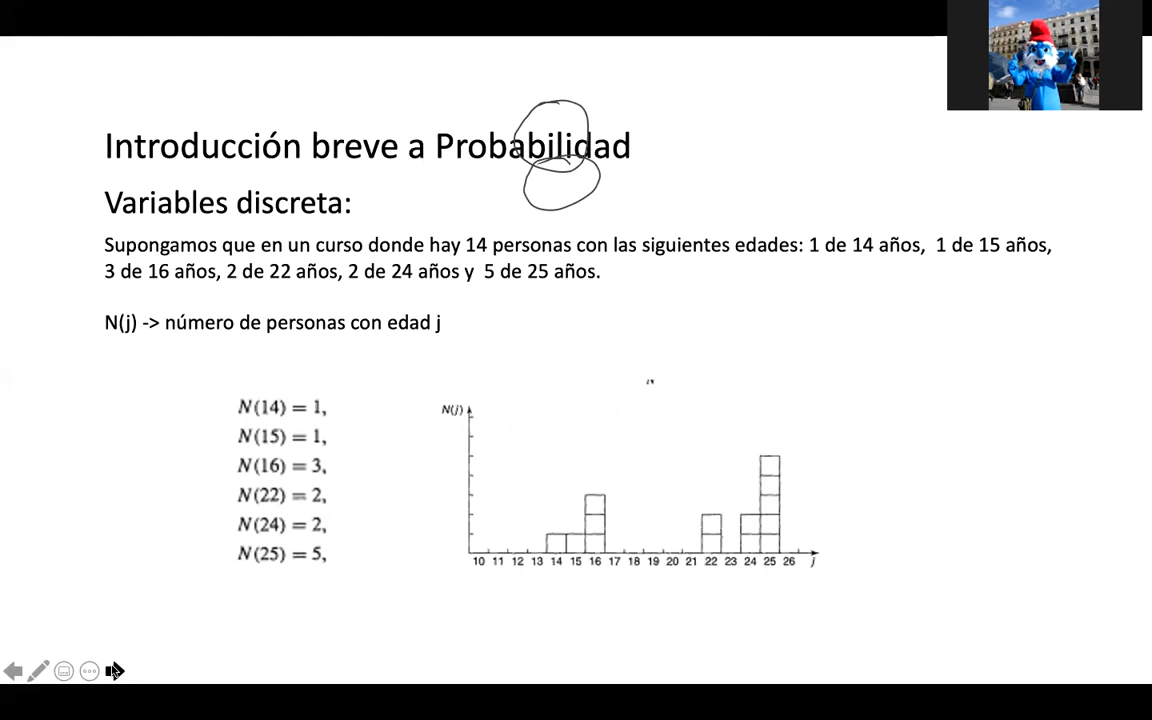 Introducción breve a Probabilidad
Variables discreta:
Supongamos que en un curso donde hay 14 personas con las siguientes edades: 1 de 14 años, 1 de 15 años,
3 de 16 años, 2 de 22 años, 2 de 24 años y 5 de 25 años.
N(j) -> número de personas con edad j
N(14) = 1,
N(15) = 1,
N(16) = 3,
N(22) = 2,
N(24) = 2,
N(25) = 5,
N(j)
10 11 12 13 14 15 16 17 18 19 20 21 22 23 24 25 26 j